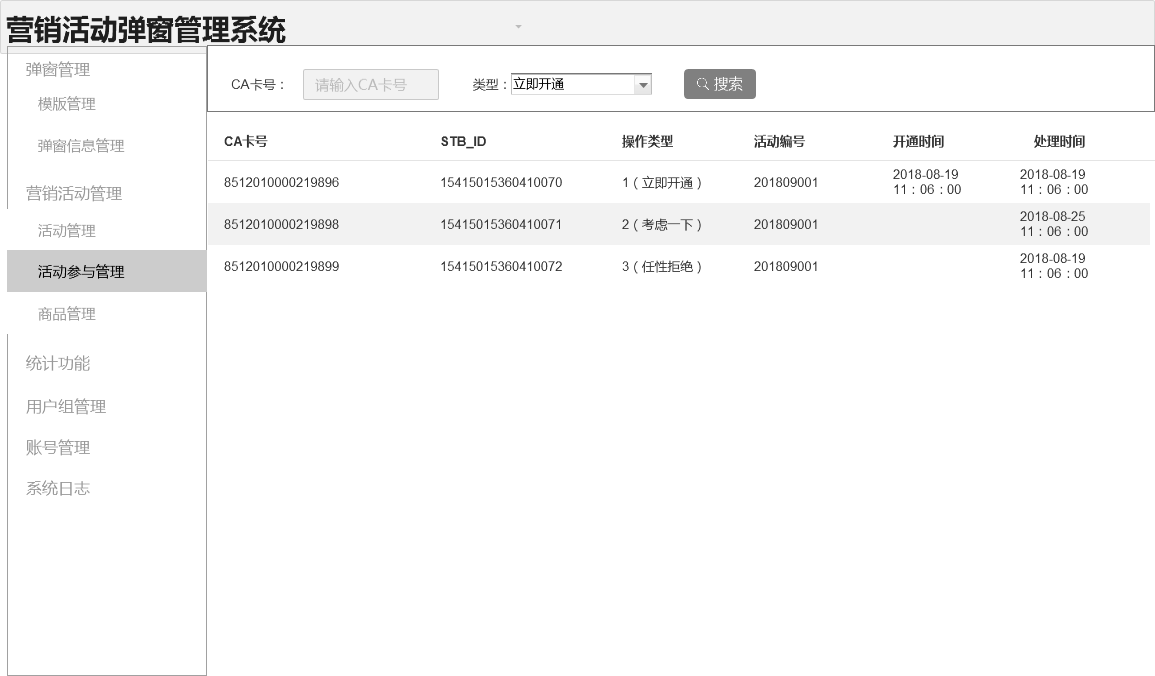 营销活动弹窗管理系统
弹窗管理
模版管理
弹窗信息管理
营销活动管理
活动管理
活动参与管理
商品管理
统计功能
用户组管理
账号管理
系统日志
CA卡号： 请输入CA卡号 类型： 立即开通 搜索
CA卡号 STB_ID 操作类型 活动编号 开通时间 处理时间
8512010000219896 15415015360410070 1（立即开通） 201809001 2018-08-19 2018-08-19
11：06：00 11：06：00
8512010000219898 15415015360410071 2（考虑一下） 201809001 2018-08-25
11：06：00
8512010000219899 15415015360410072 3（任性拒绝） 201809001 2018-08-19
11：06：00